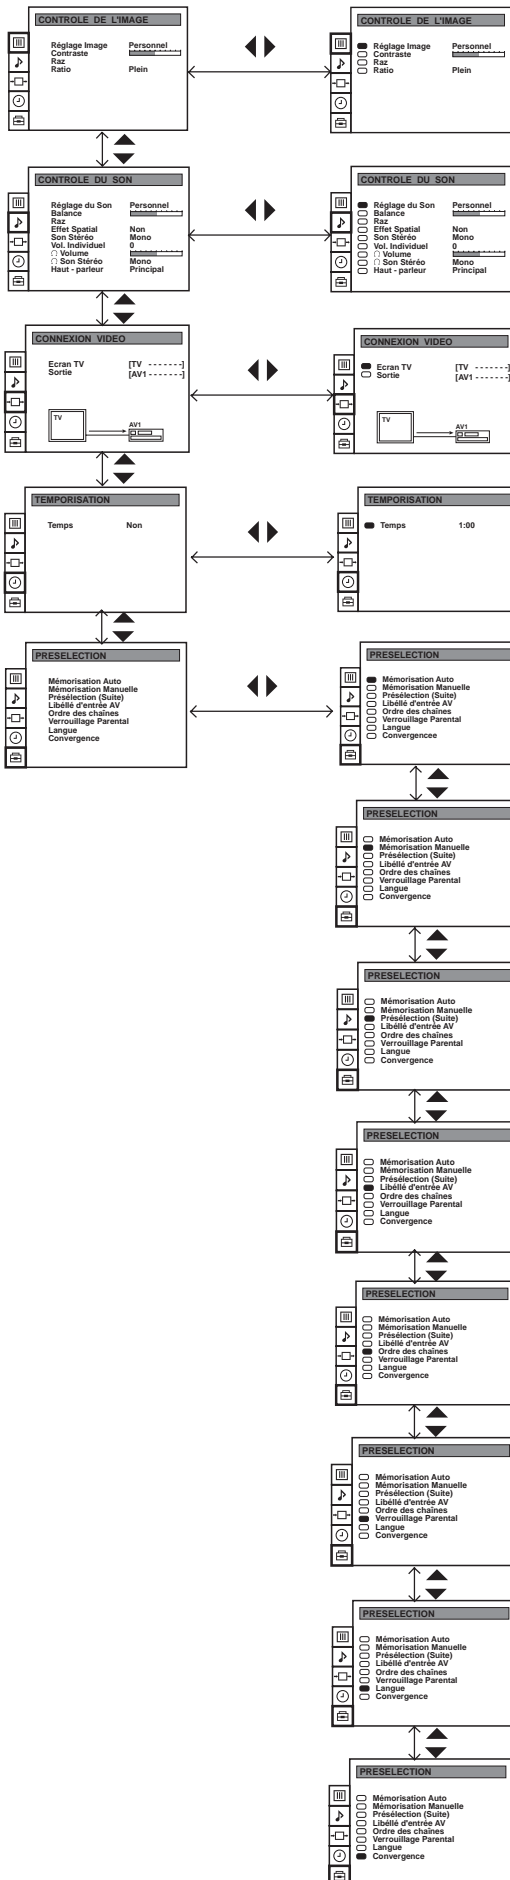 CONTROLE DE L'IMAGE
Réglage Image Personnel
Contraste
Raz
Ratio Plein
CONTROLE DE L'IMAGE
Réglage Image Personnel
Contraste
Raz
Ratio Plein
CONTROLE DU SON
Réglage du Son Personnel
Balance
Raz
Effet Spatial Non
Son Stéréo Mono
Vol. Individuel 0
Volume
Son Stéréo Mono
Haut - parleur Principal
CONTROLE DU SON
Réglage du Son Personnel
Balance
Raz
Effet Spatial Non
Son Stéréo Mono
Vol. Individuel 0
Volume
Son Stéréo Mono
Haut - parleur Principal
CONNEXION VIDEO
Ecran TV [TV - - - - - - -]
Sortie [AV1 - - - - - -]
TV
AV1
CONNEXION VIDEO
Ecran TV [TV - - - - - - -]
Sortie [AV1 - - - - - -]
TV
AV1
TEMPORISATION
Temps Non
TEMPORISATION
Temps 1:00
PRESELECTION
Mémorisation Auto
Mémorisation Manuelle
Présélection (Suite)
Libéllé d'entrée AV
Ordre des chaînes
Verrouillage Parental
Langue
Convergence
PRESELECTION
Mémorisation Auto
Mémorisation Manuelle
Présélection (Suite)
Libéllé d'entrée AV
Ordre des chaînes
Verrouillage Parental
Langue
Convergencee
PRESELECTION
Mémorisation Auto
Mémorisation Manuelle
Présélection (Suite)
Libéllé d'entrée AV
Ordre des chaînes
Verrouillage Parental
Langue
Convergence
PRESELECTION
Mémorisation Auto
Mémorisation Manuelle
Présélection (Suite)
Libéllé d'entrée AV
Ordre des chaînes
Verrouillage Parental
Langue
Convergence
PRESELECTION
Mémorisation Auto
Mémorisation Manuelle
Présélection (Suite)
Libéllé d'entrée AV
Ordre des chaînes
Verrouillage Parental
Langue
Convergence
PRESELECTION
Mémorisation Auto
Mémorisation Manuelle
Présélection (Suite)
Libéllé d'entrée AV
Ordre des chaînes
Verrouillage Parental
Langue
Convergence
PRESELECTION
Mémorisation Auto
Mémorisation Manuelle
Présélection (Suite)
Libéllé d'entrée AV
Ordre des chaînes
Verrouillage Parental
Langue
Convergence
PRESELECTION
Mémorisation Auto
Mémorisation Manuelle
Présélection (Suite)
Libéllé d'entrée AV
Ordre des chaînes
Verrouillage Parental
Langue
Convergence
PRESELECTION
Mémorisation Auto
Mémorisation Manuelle
Présélection (Suite)
Libéllé d'entrée AV
Ordre des chaînes
Verrouillage Parental
Langue
Convergence